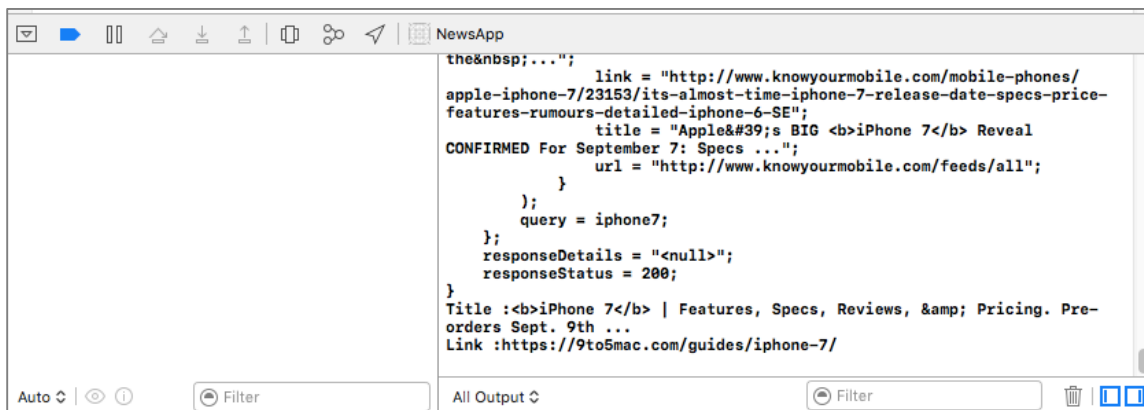 NewsApp
the&nbsp;...";
link = "http://www.knowyourmobile.com/mobile-phones/
apple-iphone-7/23153/its-almost-time-iphone-7-release-date-specs-price-
features-rumours-detailed-iphone-6-SE";
title = "Apple&#39;s BIG <b>iPhone 7</b> Reveal
CONFIRMED For September 7: Specs ...";
url = "http://www.knowyourmobile.com/feeds/all";
}
);
query = iphone7;
};
responseDetails = "<null>";
responseStatus = 200;
}
Title :<b>iPhone 7</b> | Features, Specs, Reviews, &amp; Pricing. Pre-
orders Sept. 9th ...
Link :https://9to5mac.com/guides/iphone-7/
Auto
Filter
All Output
Filter